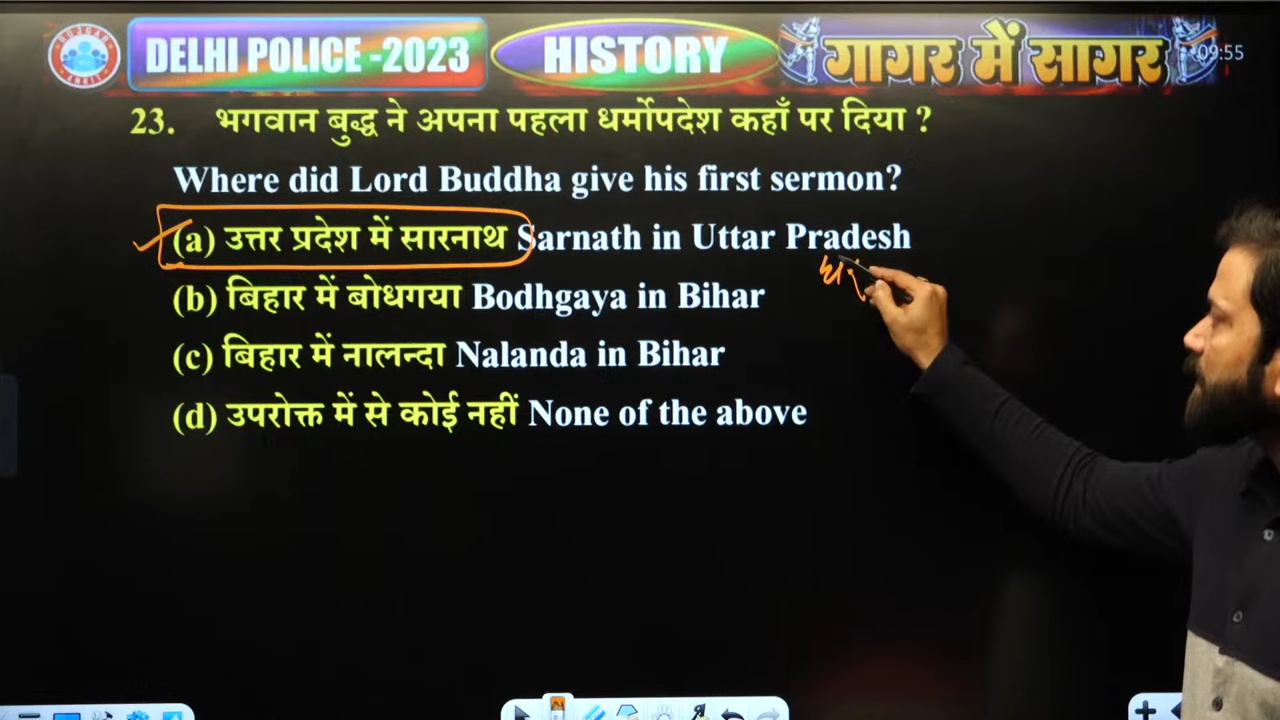 ROJGAR
ANKIT
DELHI POLICE -2023
HISTORY
गागर में सागर
09:55
23. भगवान बुद्ध ने अपना पहला धर्मोपदेश कहाँ पर दिया ?
Where did Lord Buddha give his first sermon?
(a) उत्तर प्रदेश में सारनाथ Sarnath in Uttar Pradesh
(b) बिहार में बोधगया Bodhgaya in Bihar
(c) बिहार में नालन्दा Nalanda in Bihar
(d) उपरोक्त में से कोई नहीं None of the above